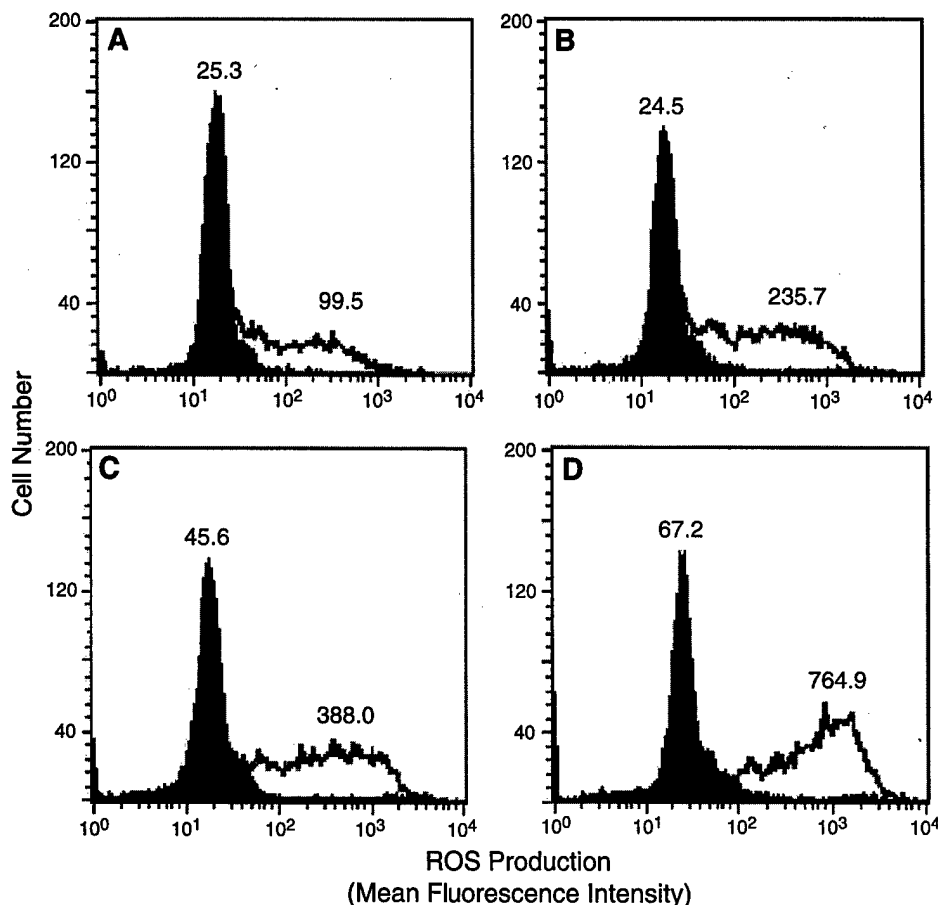 200
A
25.3
120
99.5
40
10^0 10^1 10^2 10^3 10^4
200
B
24.5
120
235.7
40
10^0 10^1 10^2 10^3 10^4
Cell Number
200
C
45.6
120
388.0
40
10^0 10^1 10^2 10^3 10^4
200
D
67.2
120
764.9
40
10^0 10^1 10^2 10^3 10^4
ROS Production
(Mean Fluorescence Intensity)